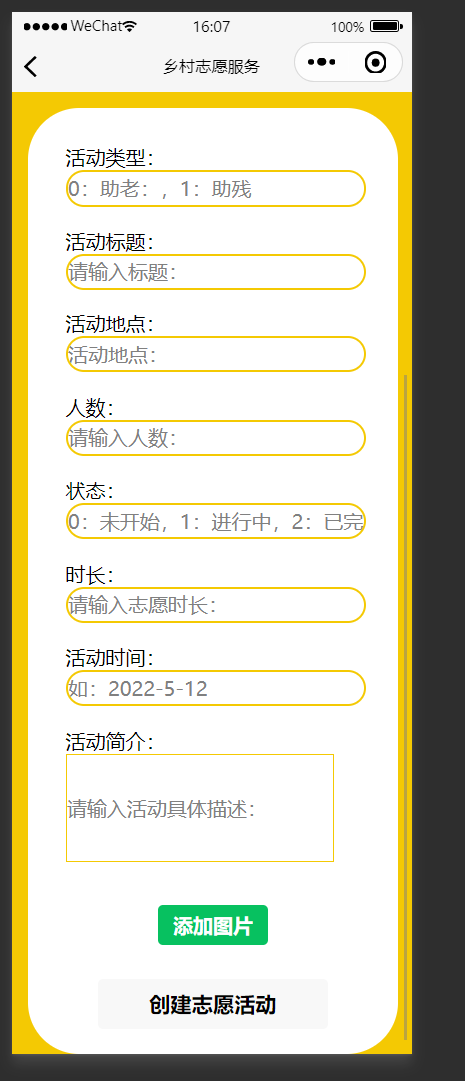 WeChat 16:07 100%
乡村志愿服务
活动类型:
0：助老：，1：助残
活动标题:
请输入标题:
活动地点:
活动地点:
人数:
请输入人数:
状态:
0：未开始，1：进行中，2：已完
时长:
请输入志愿时长:
活动时间:
如：2022-5-12
活动简介:
请输入活动具体描述:
添加图片
创建志愿活动